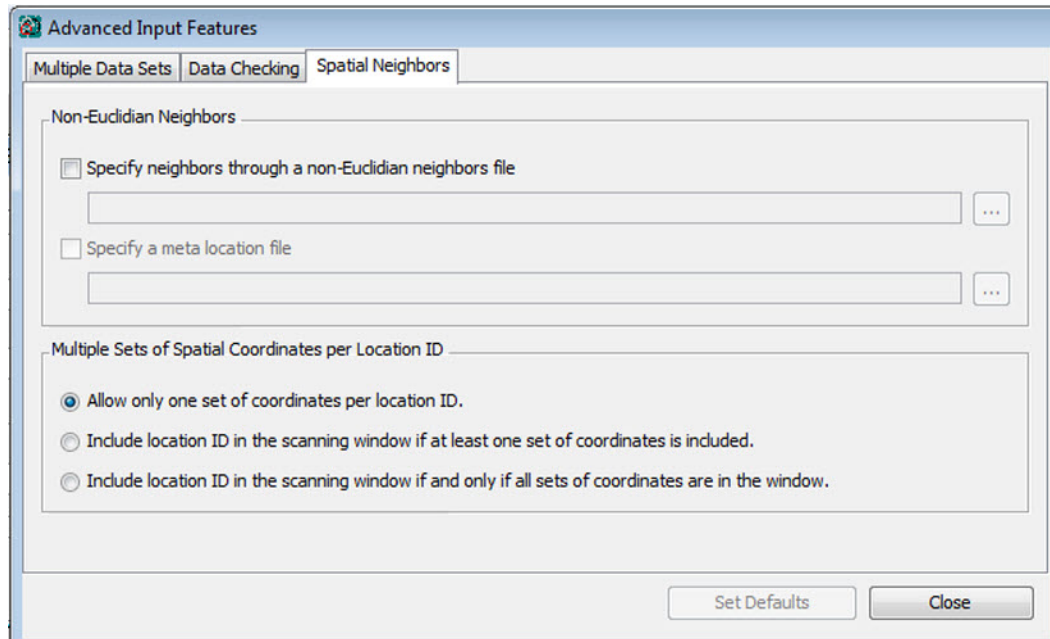 Advanced Input Features
Multiple Data Sets Data Checking Spatial Neighbors
Non-Euclidian Neighbors
Specify neighbors through a non-Euclidian neighbors file
...
Specify a meta location file
...
Multiple Sets of Spatial Coordinates per Location ID
Allow only one set of coordinates per location ID.
Include location ID in the scanning window if at least one set of coordinates is included.
Include location ID in the scanning window if and only if all sets of coordinates are in the window.
Set Defaults Close